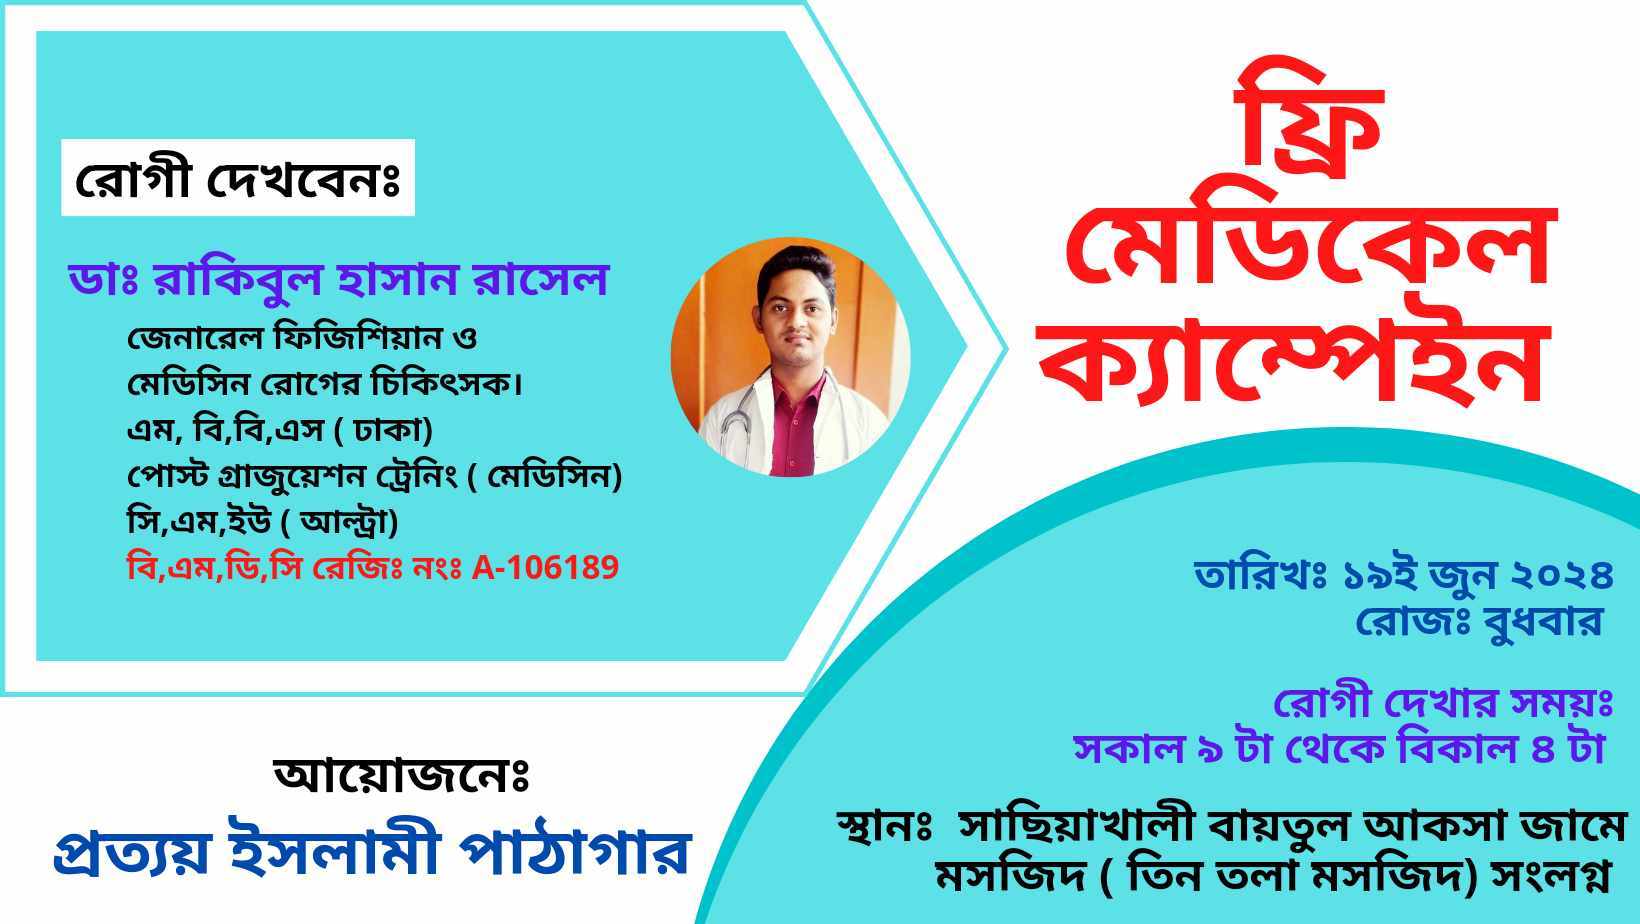 রোগী দেখবেনঃ
ডাঃ রাকিবুল হাসান রাসেল
জেনারেল ফিজিশিয়ান ও
মেডিসিন রোগের চিকিৎসক।
এম, বি,বি,এস ( ঢাকা)
পোস্ট গ্রাজুয়েশন ট্রেনিং ( মেডিসিন)
সি,এম,ইউ ( আল্ট্রা)
বি,এম,ডি,সি রেজিঃ নংঃ A-106189
আয়োজনেঃ
প্রত্যয় ইসলামী পাঠাগার
ফ্রি
মেডিকেল
ক্যাম্পেইন
তারিখঃ ১৯ই জুন ২০২৪
রোজঃ বুধবার
রোগী দেখার সময়ঃ
সকাল ৯ টা থেকে বিকাল ৪ টা
স্থানঃ সাছিয়াখালী বায়তুল আকসা জামে
মসজিদ ( তিন তলা মসজিদ) সংলগ্ন